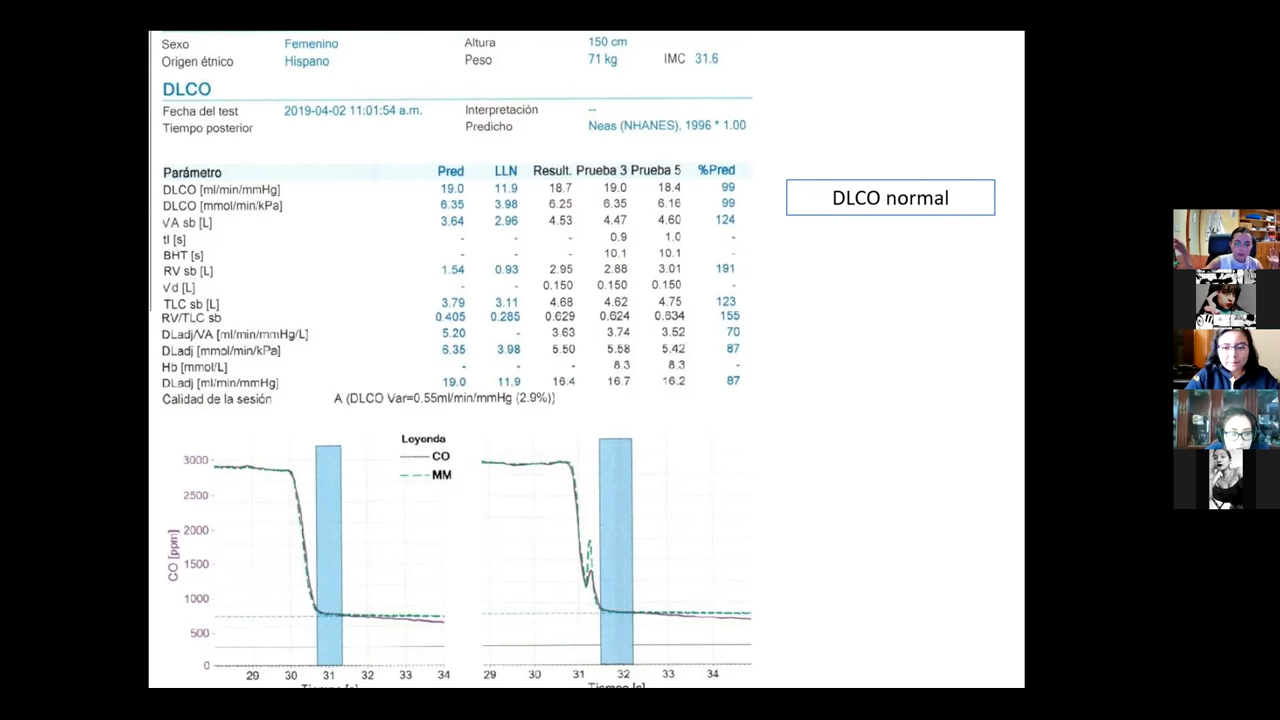 Sexo Femenino Altura 150 cm
Origen étnico Hispano Peso 71 kg IMC 31.6
DLCO
Fecha del test 2019-04-02 11:01:54 a.m. Interpretación --
Tiempo posterior Predicho Neas (NHANES), 1996 * 1.00
Parámetro Pred LLN Result. Prueba 3 Prueba 5 %Pred
DLCO [ml/min/mmHg] 19.0 11.9 18.7 19.0 18.4 99
DLCO [mmol/min/kPa] 6.35 3.98 6.25 6.35 6.16 99
VA sb [L] 3.64 2.96 4.53 4.47 4.60 124
tI [s] - - - 0.9 1.0 -
BHT [s] - - - 10.1 10.1 -
RV sb [L] 1.54 0.93 2.95 2.88 3.01 191
Vd [L] - - 0.150 0.150 0.150 -
TLC sb [L] 3.79 3.11 4.68 4.62 4.75 123
RV/TLC sb 0.405 0.285 0.629 0.624 0.634 155
DLadj/VA [ml/min/mmHg/L] 5.20 - 3.63 3.74 3.52 70
DLadj [mmol/min/kPa] 6.35 3.98 5.50 5.58 5.42 87
Hb [mmol/L] - - - 8.3 8.3 -
DLadj [ml/min/mmHg] 19.0 11.9 16.4 16.7 16.2 87
Calidad de la sesión A (DLCO Var=0.55ml/min/mmHg (2.9%))
DLCO normal
Leyenda
CO
MM
CO [ppm]
3000
2500
2000
1500
1000
500
0
29 30 31 32 33 34
Tiempo [s]
29 30 31 32 33 34
Tiempo [s]